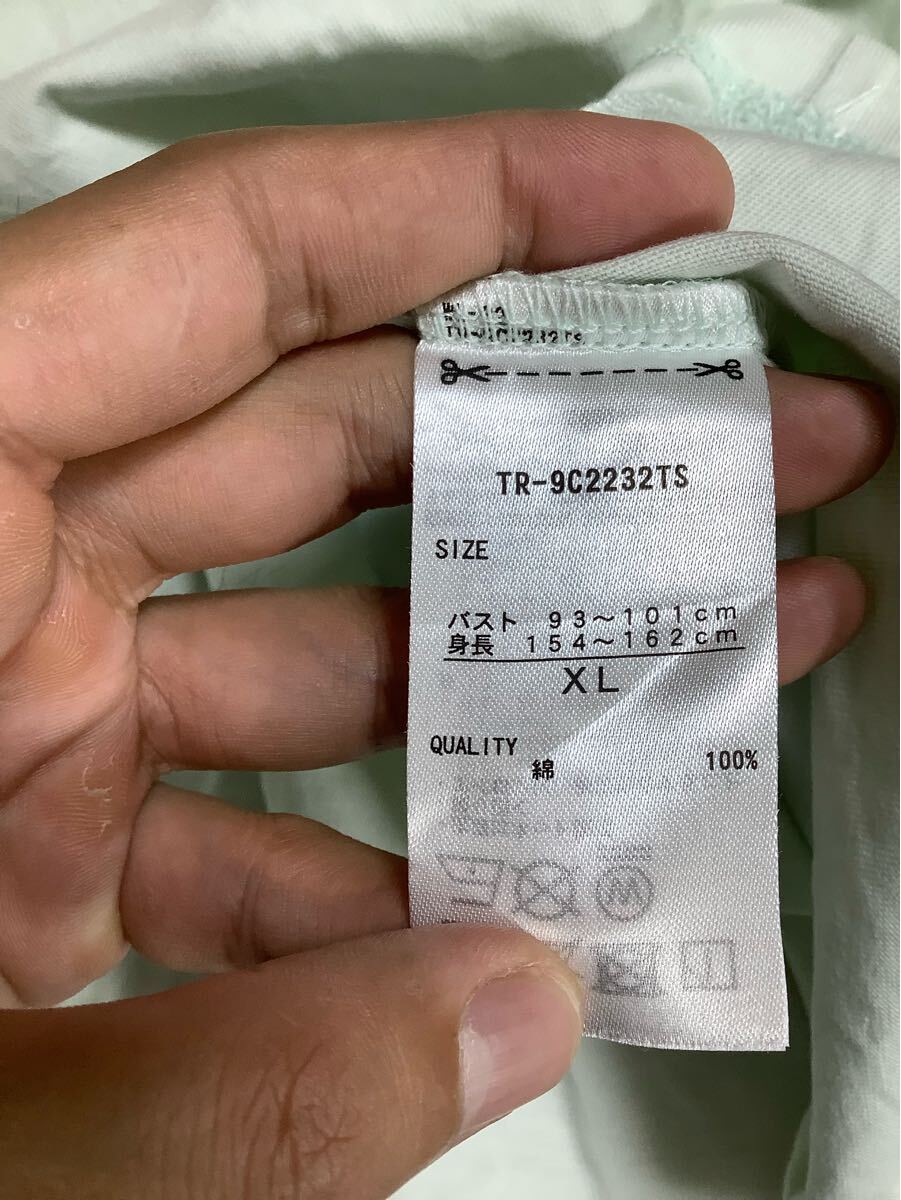 TR-9C2232TS
SIZE
バスト 93～101cm
身長 154～162cm
XL
QUALITY
綿 100%